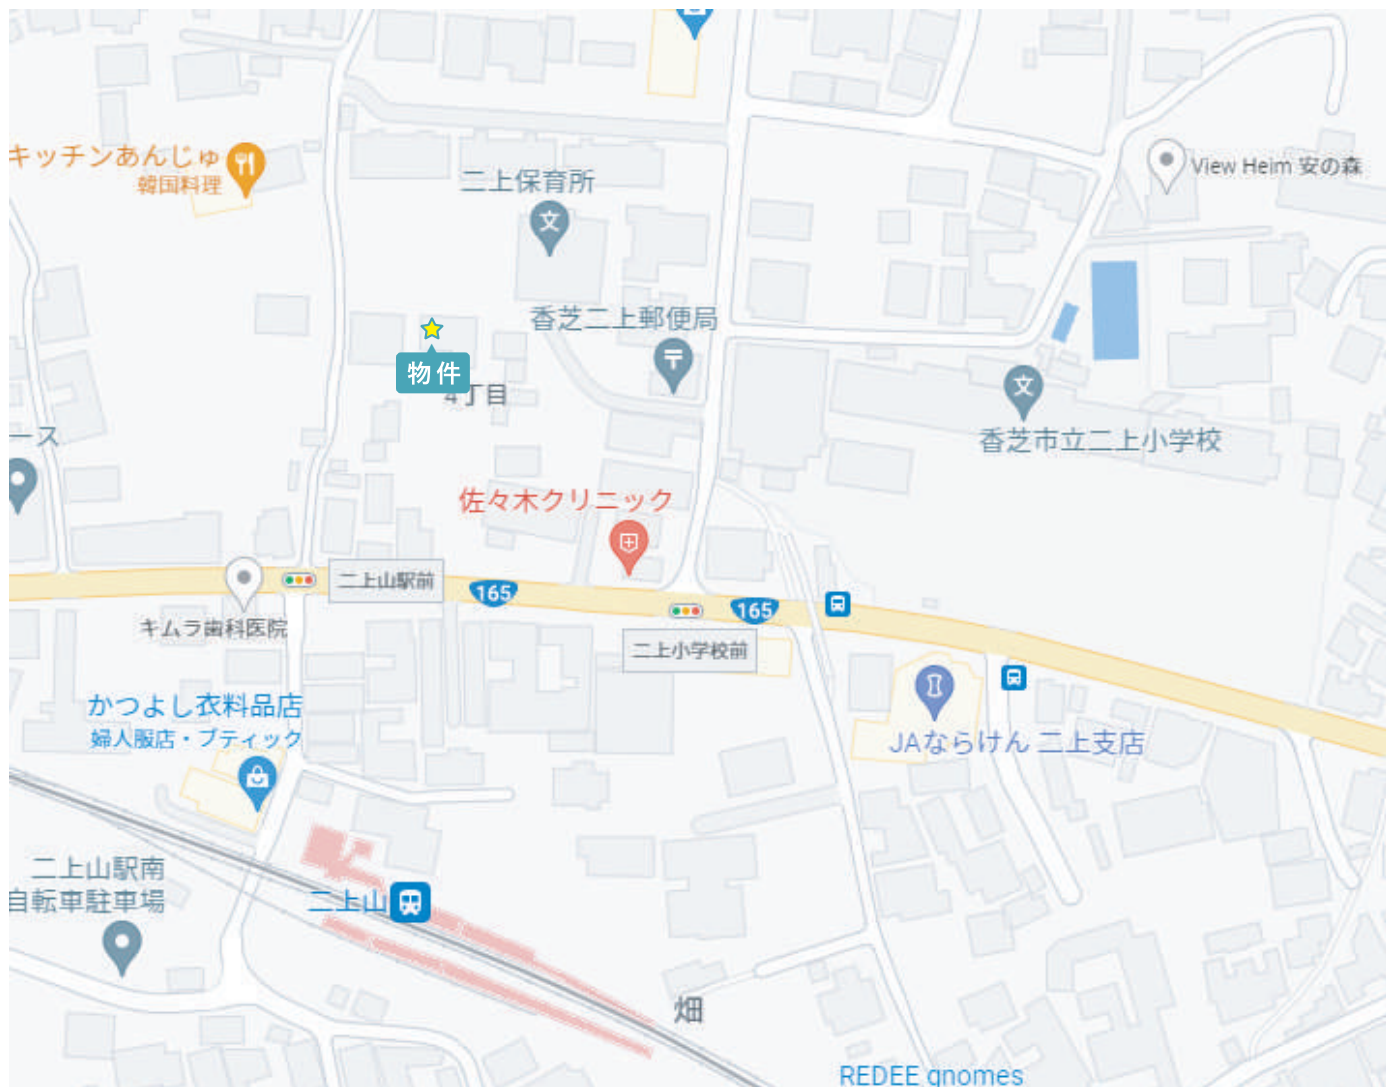 キッチンあんじゅ
韓国料理
二上保育所
文
View Heim 安の森
香芝二上郵便局
物件
4丁目
文
香芝市立二上小学校
ース
佐々木クリニック
二上山駅前
165
165
キムラ歯科医院
二上小学校前
かつよし衣料品店
婦人服店・ブティック
JAならけん 二上支店
二上山駅南
自転車駐車場
二上山
畑
REDEE gnomes